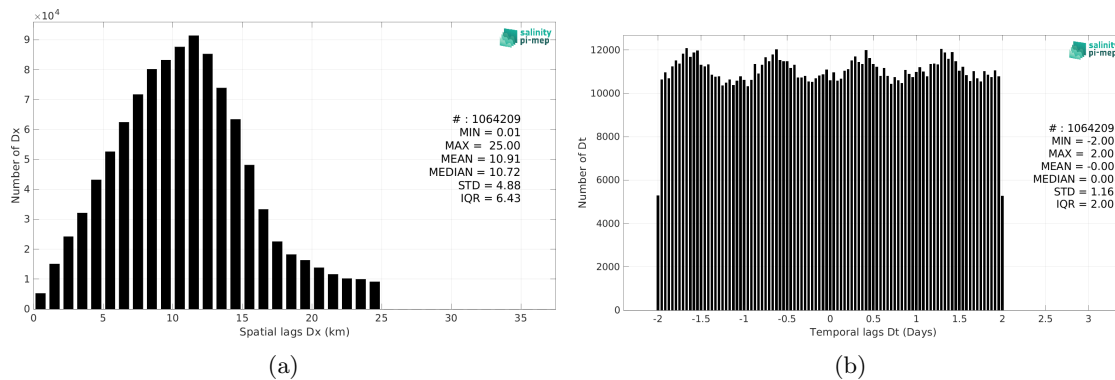 ×10⁴
9
8
7
6
5
4
3
2
1
0
Number of Dx
salinity
pi-mep
# : 1064209
MIN = 0.01
MAX = 25.00
MEAN = 10.91
MEDIAN = 10.72
STD = 4.88
IQR = 6.43
0 5 10 15 20 25 30 35
Spatial lags Dx (km)
(a)
12000
10000
8000
6000
4000
2000
0
Number of Dt
salinity
pi-mep
# : 1064209
MIN = -2.00
MAX = 2.00
MEAN = -0.00
MEDIAN = 0.00
STD = 1.16
IQR = 2.00
-2 -1.5 -1 -0.5 0 0.5 1 1.5 2 2.5 3
Temporal lags Dt (Days)
(b)